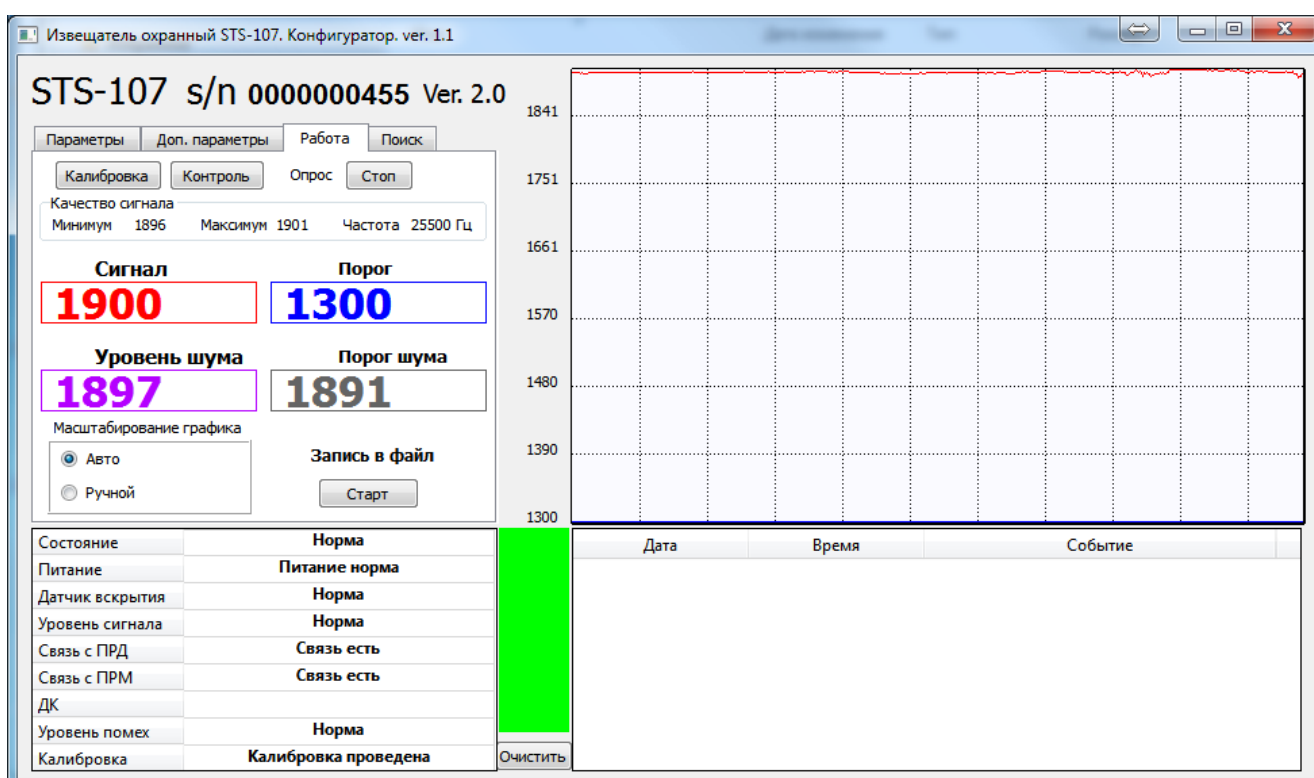 Извещатель охранный STS-107. Конфигуратор. ver. 1.1
STS-107 s/n 0000000455 Ver. 2.0
Параметры Доп. параметры Работа Поиск
Калибровка Контроль Опрос Стоп
Качество сигнала
Минимум 1896 Максимум 1901 Частота 25500 Гц
Сигнал Порог
1900 1300
Уровень шума Порог шума
1897 1891
Масштабирование графика
Авто
Запись в файл
Ручной
Старт
1841
1751
1661
1570
1480
1390
1300
Состояние Норма
Питание Питание норма
Датчик вскрытия Норма
Уровень сигнала Норма
Связь с ПРД Связь есть
Связь с ПРМ Связь есть
ДК
Уровень помех Норма
Калибровка Калибровка проведена
Очистить
Дата Время Событие